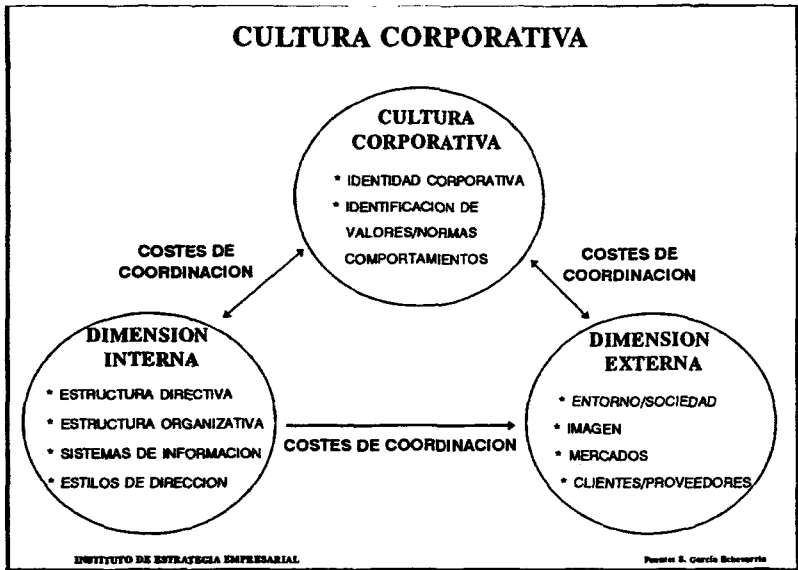 CULTURA CORPORATIVA
CULTURA
CORPORATIVA
* IDENTIDAD CORPORATIVA
* IDENTIFICACION DE
VALORES/NORMAS
COMPORTAMIENTOS
COSTES DE
COORDINACION
COSTES DE
COORDINACION
DIMENSION
INTERNA
* ESTRUCTURA DIRECTIVA
* ESTRUCTURA ORGANIZATIVA
* SISTEMAS DE INFORMACION
* ESTILOS DE DIRECCION
COSTES DE COORDINACION
DIMENSION
EXTERNA
* ENTORNO/SOCIEDAD
* IMAGEN
* MERCADOS
* CLIENTES/PROVEEDORES
INSTITUTO DE ESTRATEGIA EMPRESARIAL
S. García Echevarría